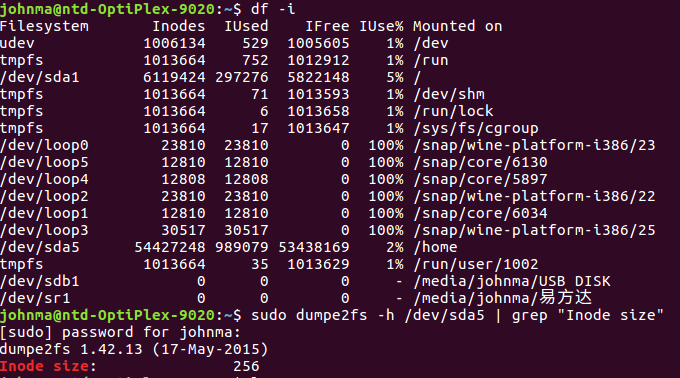 johnma@ntd-OptiPlex-9020:~$ df -i
Filesystem Inodes IUsed IFree IUse% Mounted on
udev 1006134 529 1005605 1% /dev
tmpfs 1013664 752 1012912 1% /run
/dev/sda1 6119424 297276 5822148 5% /
tmpfs 1013664 71 1013593 1% /dev/shm
tmpfs 1013664 6 1013658 1% /run/lock
tmpfs 1013664 17 1013647 1% /sys/fs/cgroup
/dev/loop0 23810 23810 0 100% /snap/wine-platform-i386/23
/dev/loop5 12810 12810 0 100% /snap/core/6130
/dev/loop4 12808 12808 0 100% /snap/core/5897
/dev/loop2 23810 23810 0 100% /snap/wine-platform-i386/22
/dev/loop1 12810 12810 0 100% /snap/core/6034
/dev/loop3 30517 30517 0 100% /snap/wine-platform-i386/25
/dev/sda5 54427248 989079 53438169 2% /home
tmpfs 1013664 35 1013629 1% /run/user/1002
/dev/sdb1 0 0 0 - /media/johnma/USB DISK
/dev/sr1 0 0 0 - /media/johnma/易方达
johnma@ntd-OptiPlex-9020:~$ sudo dumpe2fs -h /dev/sda5 | grep "Inode size"
[sudo] password for johnma:
dumpe2fs 1.42.13 (17-May-2015)
Inode size: 256